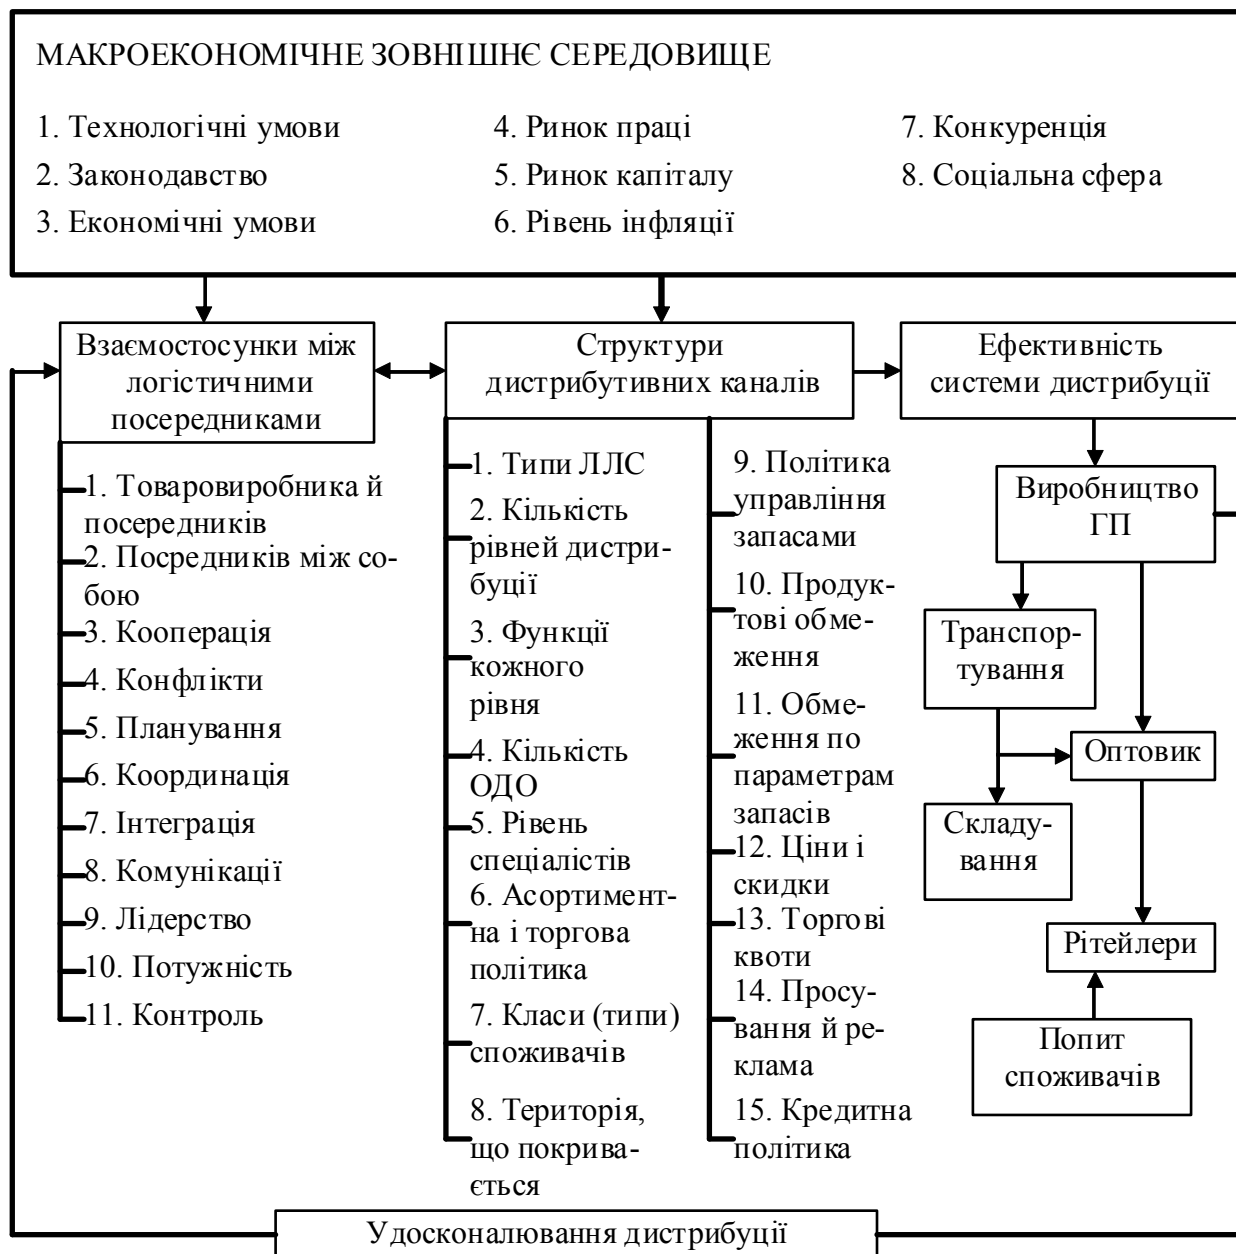 МАКРОЕКОНОМІЧНЕ ЗОВНІШНЄ СЕРЕДОВИЩЕ
1. Технологічні умови
2. Законодавство
3. Економічні умови
4. Ринок праці
5. Ринок капіталу
6. Рівень інфляції
7. Конкуренція
8. Соціальна сфера
Взаємостосунки між
логістичними
посередниками
1. Товаровиробника й
посередників
2. Посредників між со-
бою
3. Кооперація
4. Конфлікти
5. Планування
6. Координація
7. Інтеграція
8. Комунікації
9. Лідерство
10. Потужність
11. Контроль
Структури
дистрибутивних каналів
1. Типи ЛЛС
2. Кількість
рівней дистри-
буції
3. Функції
кожного
рівня
4. Кількість
ОДО
5. Рівень
спеціалістів
6. Асортимент-
на і торгова
політика
7. Класи (типи)
споживачів
8. Територія,
що покрива-
ється
9. Політика
управління
запасами
10. Продук-
тові обме-
ження
11. Обме-
ження по
параметрам
запасів
12. Ціни і
скидки
13. Торгові
квоти
14. Просу-
вання й ре-
клама
15. Кредитна
політика
Ефективність
системи дистрибуції
Виробництво
ГП
Транспор-
тування
Оптовик
Складу-
вання
Рітейлери
Попит
споживачів
Удосконалювання дистрибуції